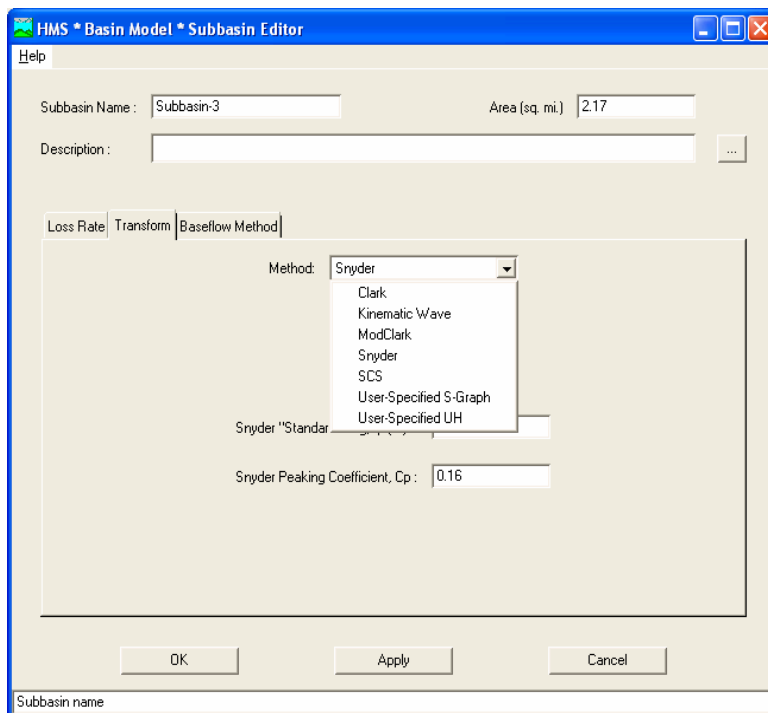 HMS * Basin Model * Subbasin Editor
Help
Subbasin Name : Subbasin-3 Area (sq. mi.) 2.17
Description : ...
Loss Rate Transform Baseflow Method
Method: Snyder
Clark
Kinematic Wave
ModClark
Snyder
SCS
User-Specified S-Graph
User-Specified UH
Snyder "Standar
Snyder Peaking Coefficient, Cp : 0.16
OK Apply Cancel
Subbasin name